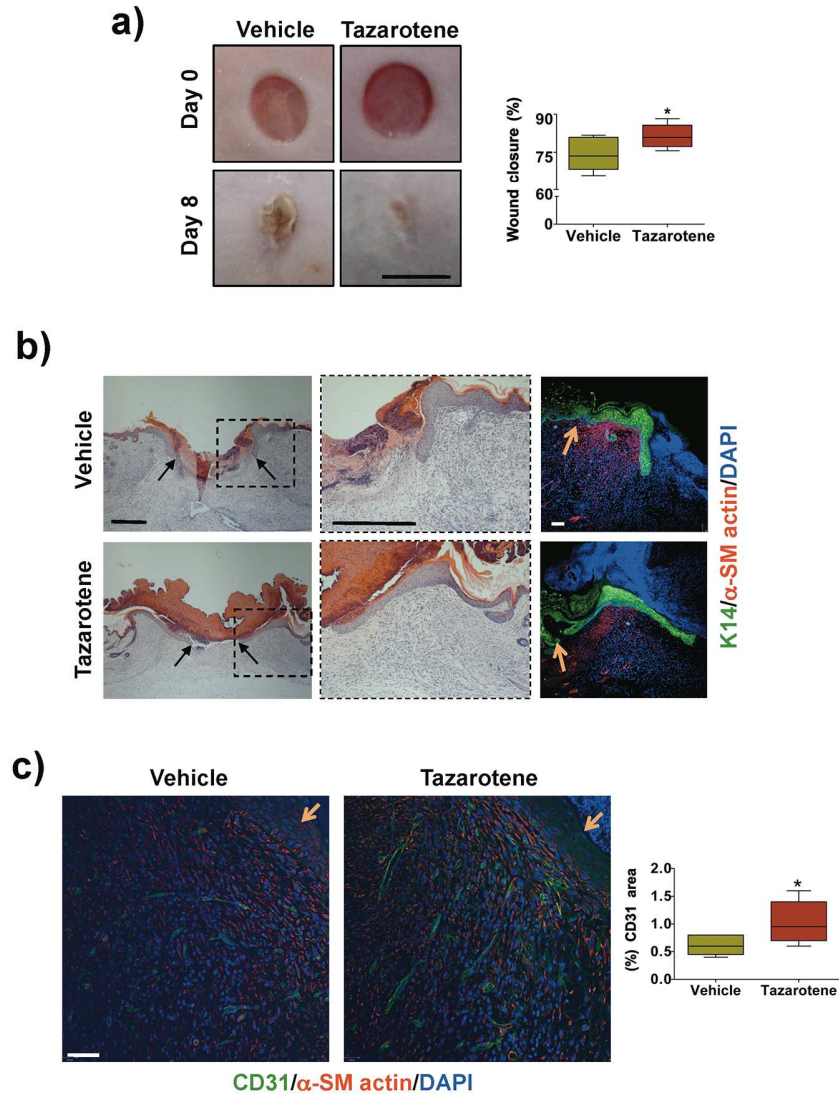 a)
Vehicle Tazarotene
Day 0
Day 8
Wound closure (%)
90
75
60
0
*
Vehicle Tazarotene
b)
Vehicle
Tazarotene
K14/α-SM actin/DAPI
c)
Vehicle Tazarotene
CD31/α-SM actin/DAPI
(%) CD31 area
2.0
1.5
1.0
0.5
0.0
*
Vehicle Tazarotene